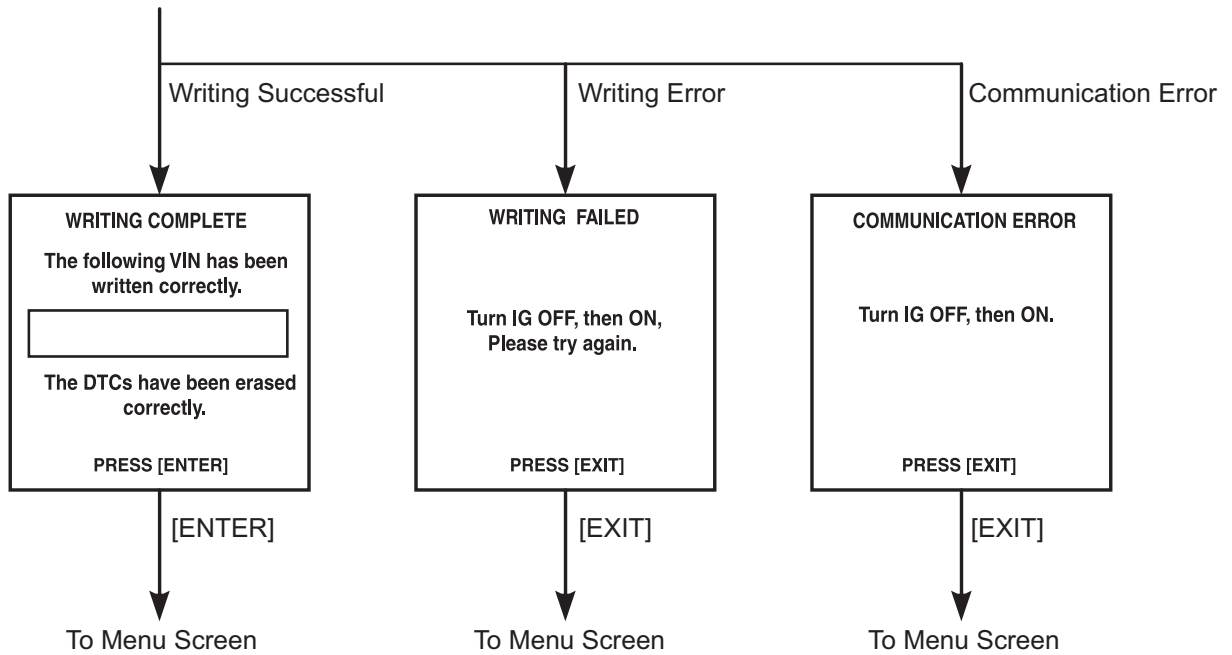 Writing Successful
Writing Error
Communication Error
WRITING COMPLETE
The following VIN has been
written correctly.
The DTCs have been erased
correctly.
PRESS [ENTER]
WRITING FAILED
Turn IG OFF, then ON,
Please try again.
PRESS [EXIT]
COMMUNICATION ERROR
Turn IG OFF, then ON.
PRESS [EXIT]
[ENTER]
[EXIT]
[EXIT]
To Menu Screen
To Menu Screen
To Menu Screen